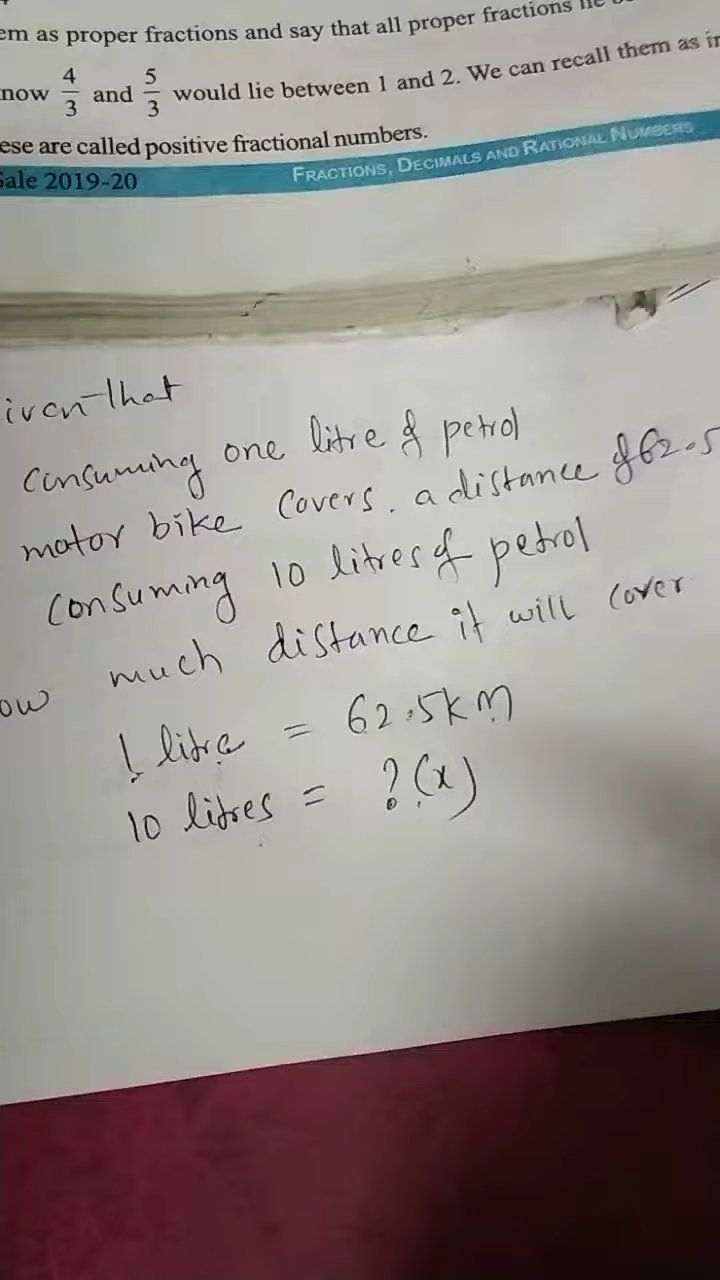 em as proper fractions and say that all proper fractions
now 4/3 and 5/3 would lie between 1 and 2. We can recall them as
ese are called positive fractional numbers.
Sale 2019-20 FRACTIONS, DECIMALS AND RATIONAL NUMBERS
iven that
Consuming one litre of petrol
motor bike covers. a distance of 62.5
Consuming 10 litres of petrol
ow much distance it will cover
1 litre = 62.5km
10 litres = ? (x)